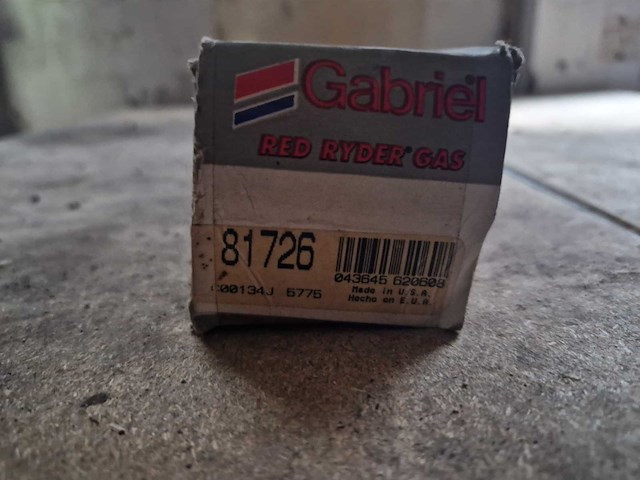 Gabriel
RED RYDER® GAS
81726
043645 620608
C00134J 5775
Made in U.S.A.
Hecho en E.U.A.